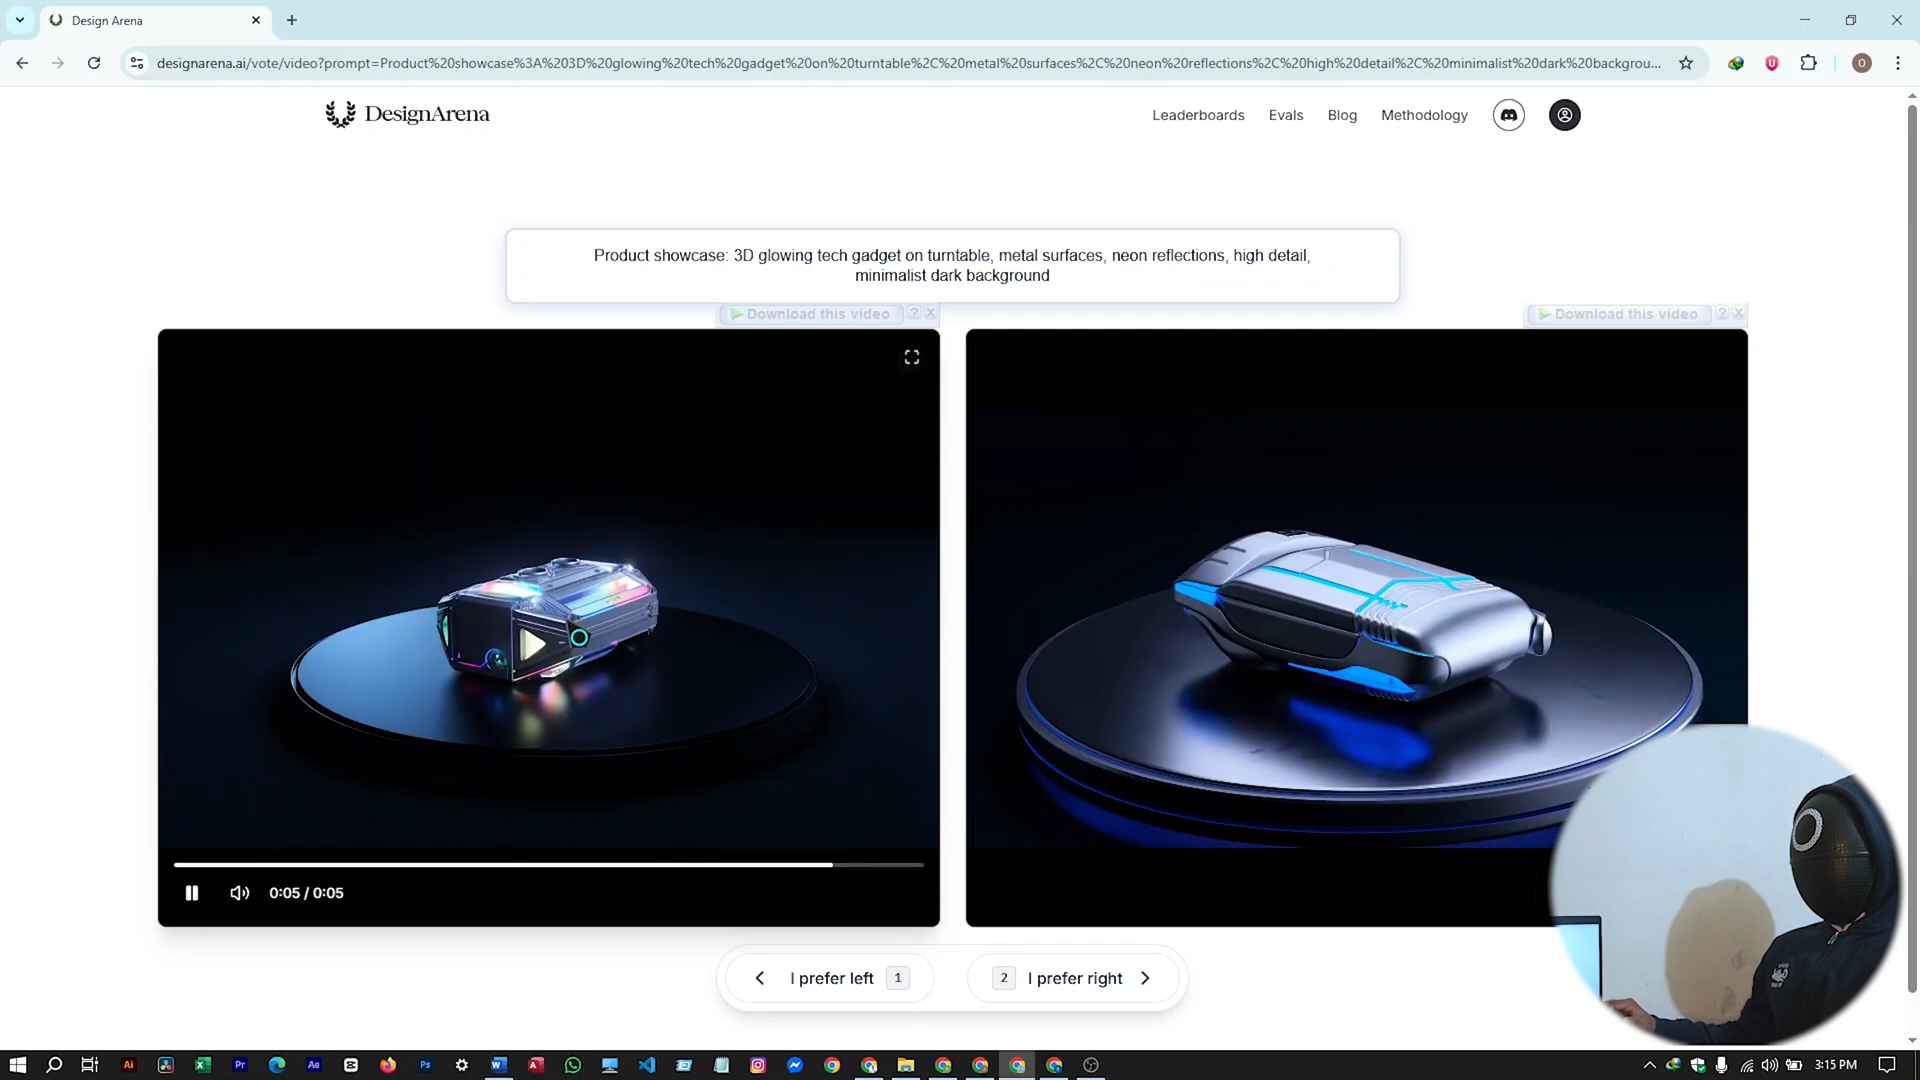 Design Arena
designarena.ai/vote/video?prompt=Product%20showcase%3A%203D%20glowing%20tech%20gadget%20on%20turntable%2C%20metal%20surfaces%2C%20neon%20reflections%2C%20high%20detail%2C%20minimalist%20dark%20backgrou...
DesignArena
Leaderboards
Evals
Blog
Methodology
Product showcase: 3D glowing tech gadget on turntable, metal surfaces, neon reflections, high detail,
minimalist dark background
Download this video ? X
Download this video ? X
0:05 / 0:05
I prefer left 1
2 I prefer right
3:15 PM